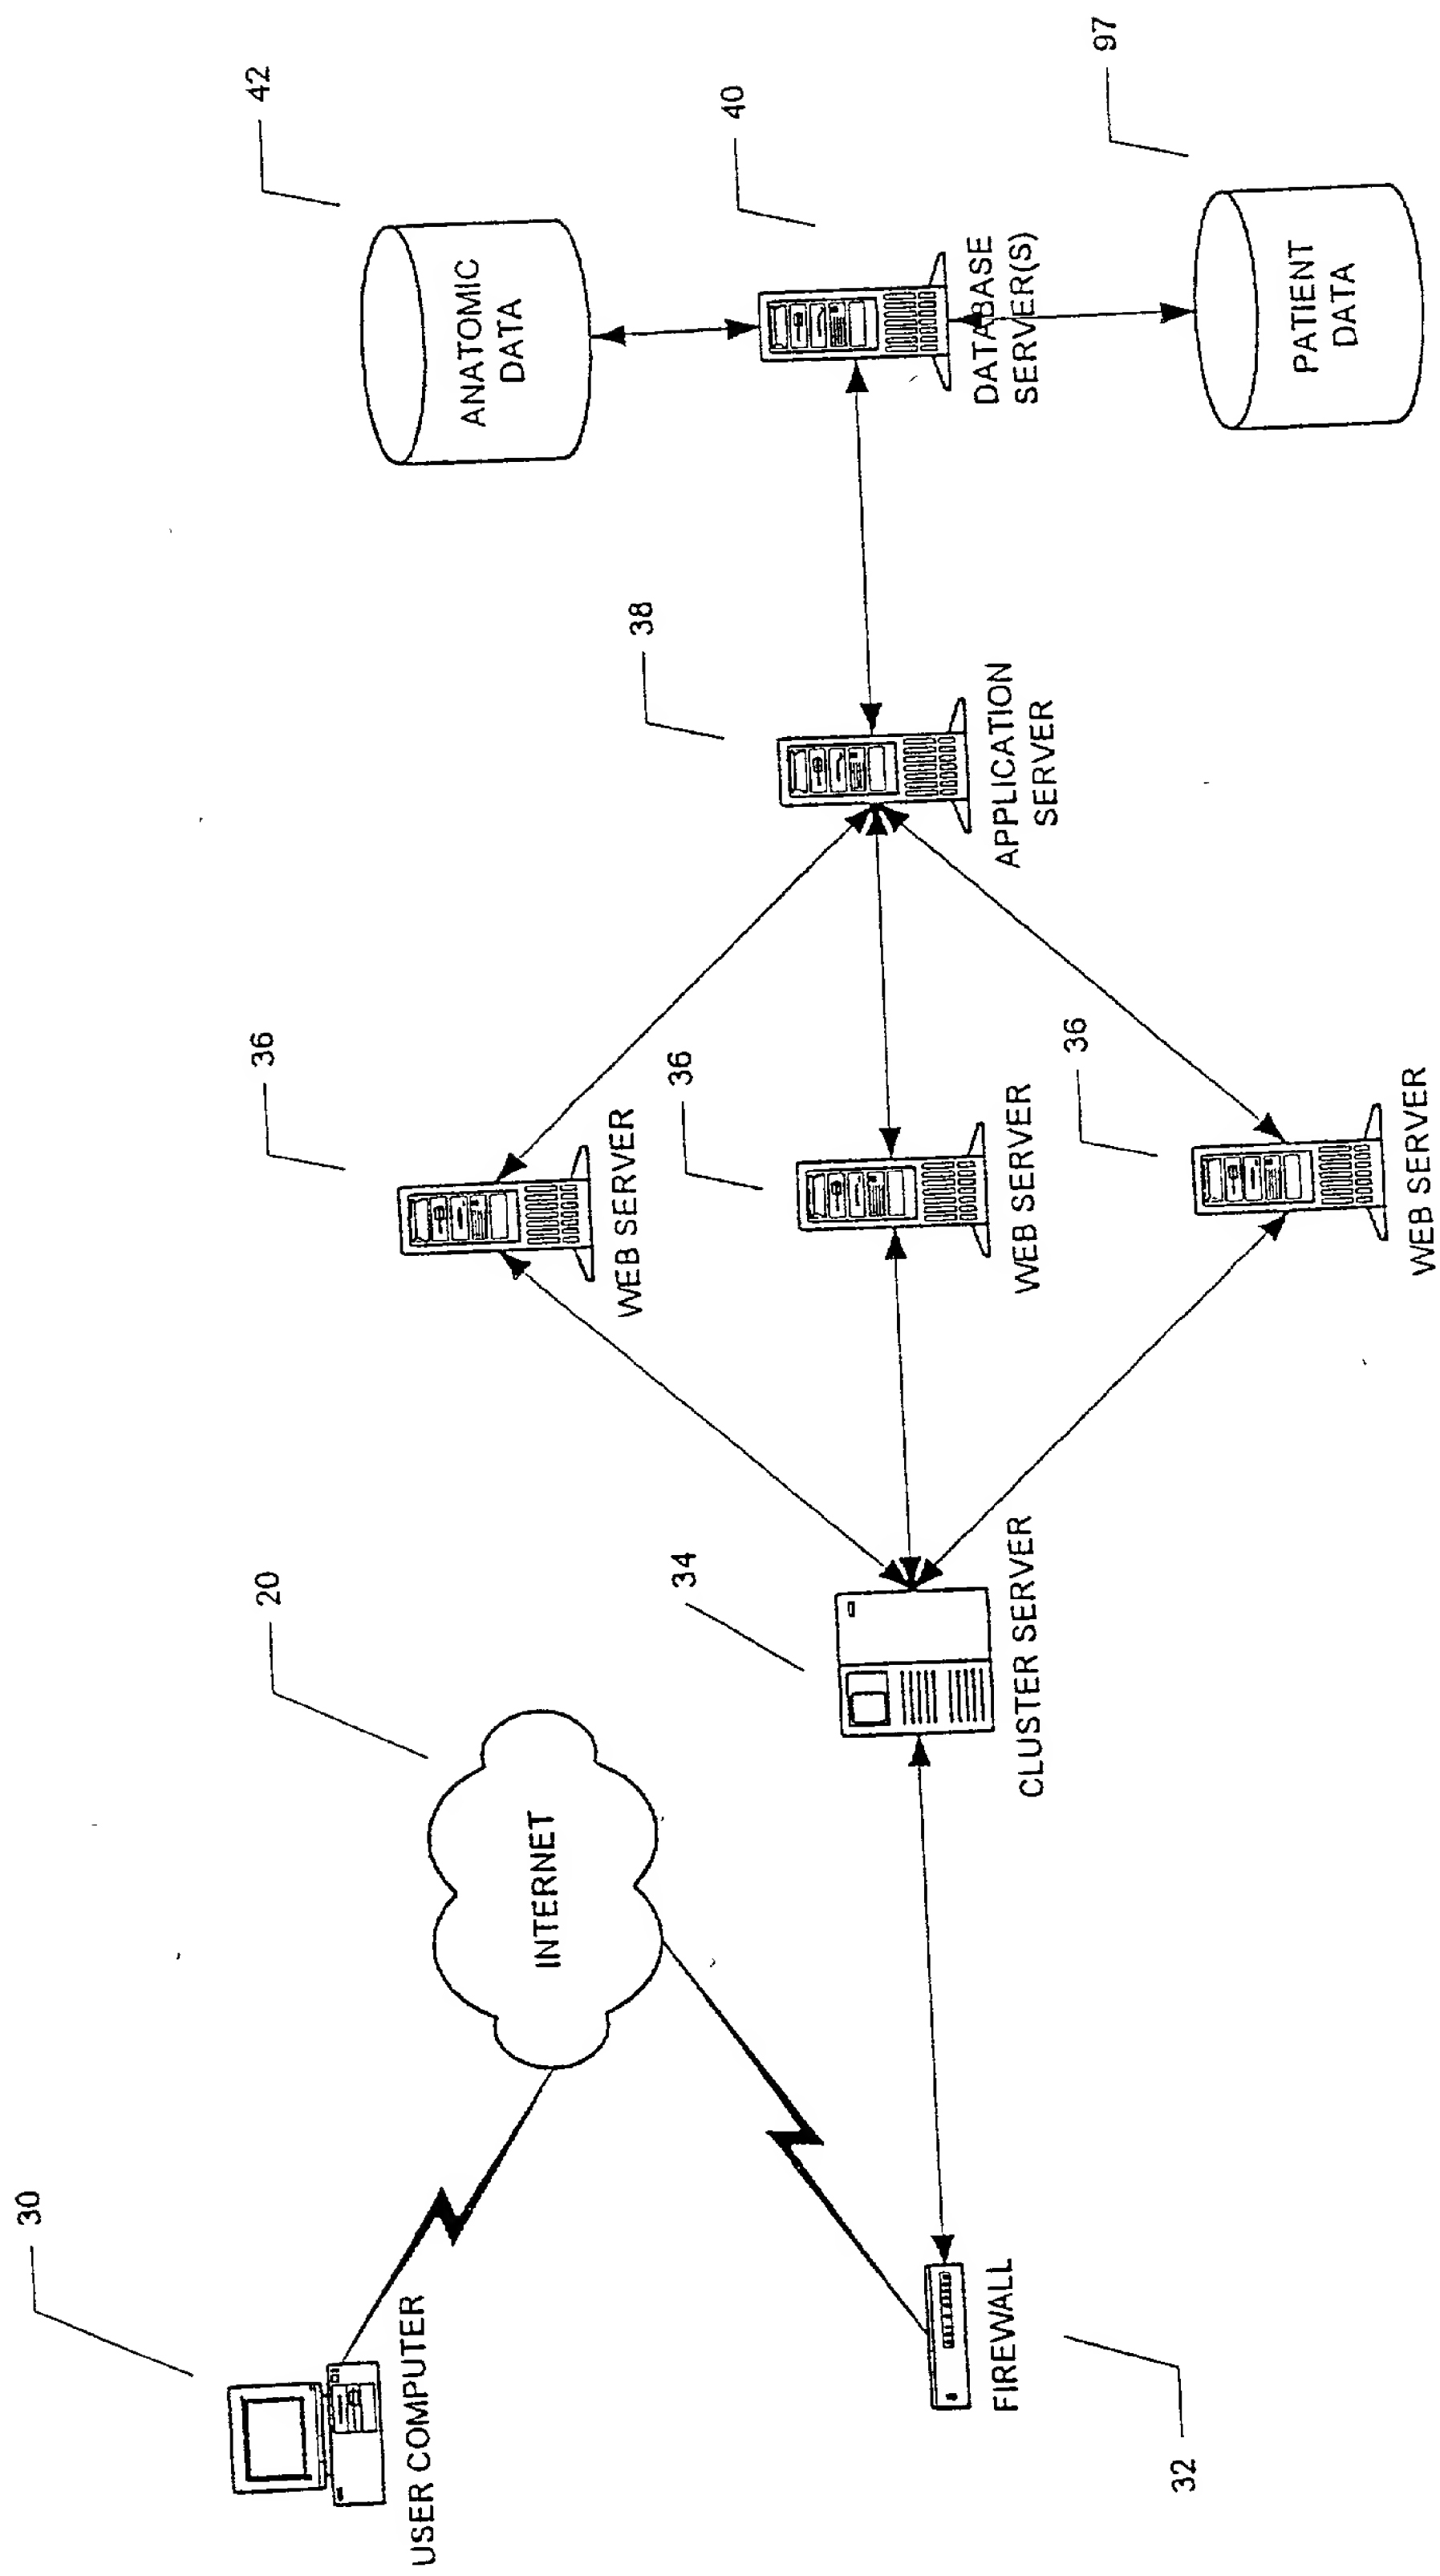 30
USER COMPUTER
20
INTERNET
32
FIREWALL
34
CLUSTER SERVER
36
WEB SERVER
36
WEB SERVER
36
WEB SERVER
38
APPLICATION
SERVER
42
ANATOMIC
DATA
40
DATABASE
SERVER(S)
97
PATIENT
DATA